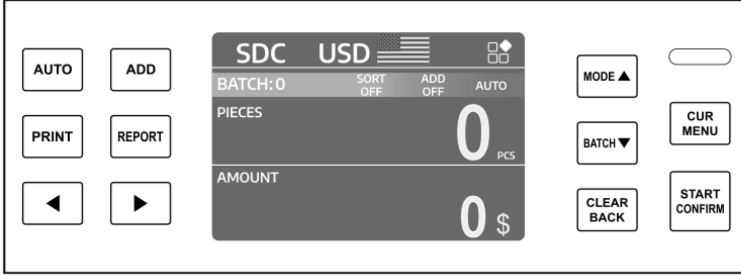 AUTO
ADD
PRINT
REPORT
◀
▶
SDC USD
BATCH:0
SORT
OFF
ADD
OFF
AUTO
PIECES
0 PCS
AMOUNT
0 $
MODE▲
BATCH▼
CLEAR
BACK
CUR
MENU
START
CONFIRM